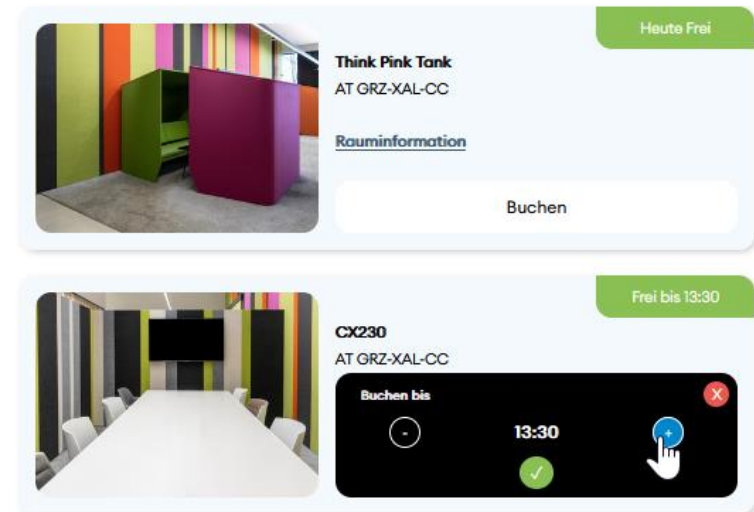 Heute Frei
Think Pink Tank
AT GRZ-XAL-CC
Rauminformation
Buchen
Frei bis 13:30
CX230
AT GRZ-XAL-CC
Buchen bis
X
- 13:30 +
✓